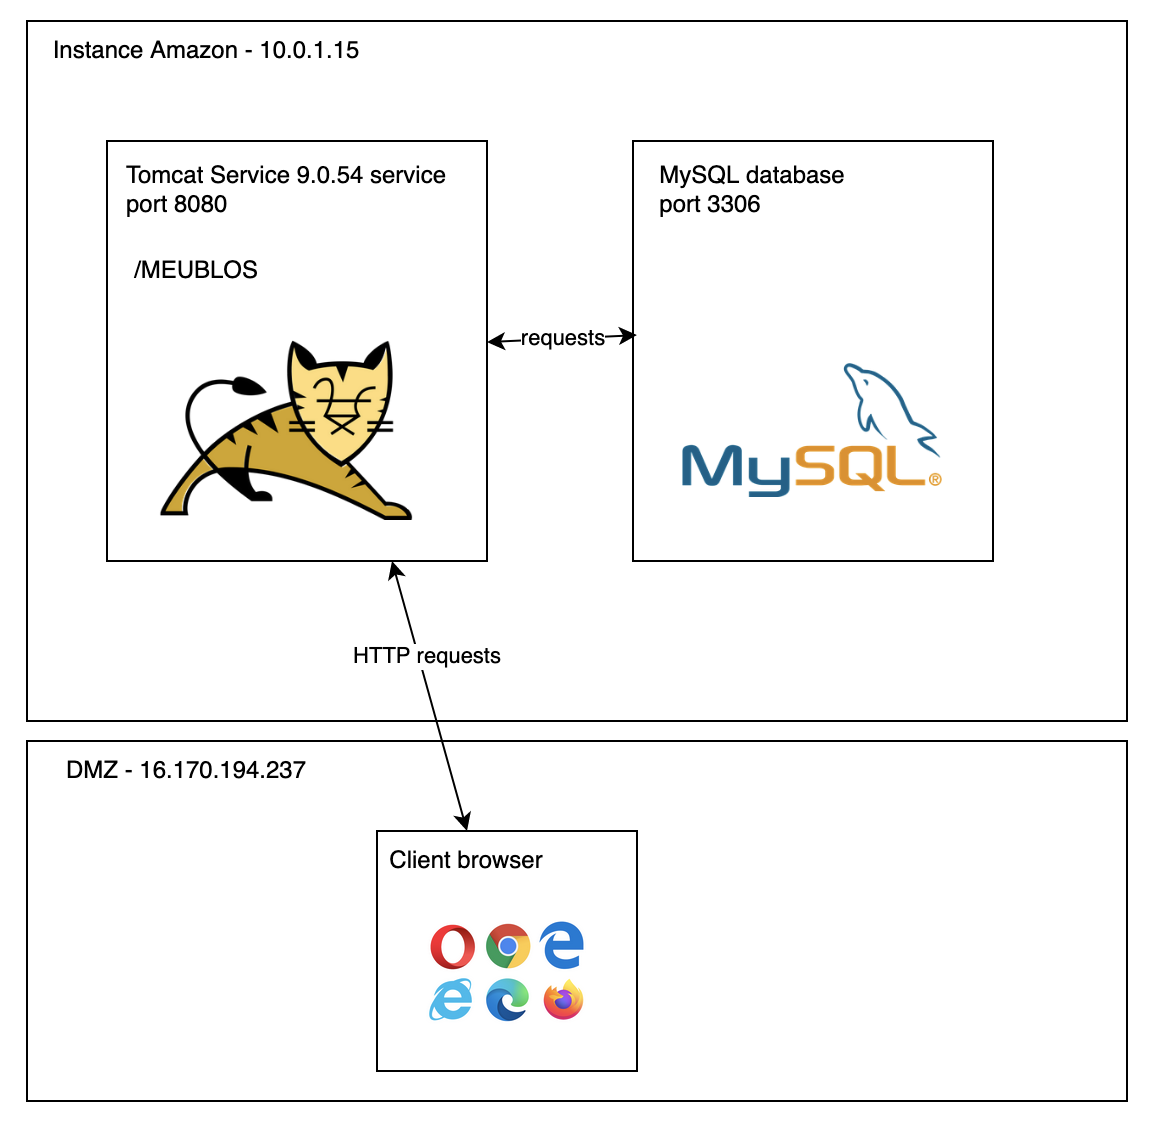 Instance Amazon - 10.0.1.15
Tomcat Service 9.0.54 service
port 8080
/MEUBLOS
MySQL database
port 3306
requests
MySQL®
HTTP requests
DMZ - 16.170.194.237
Client browser